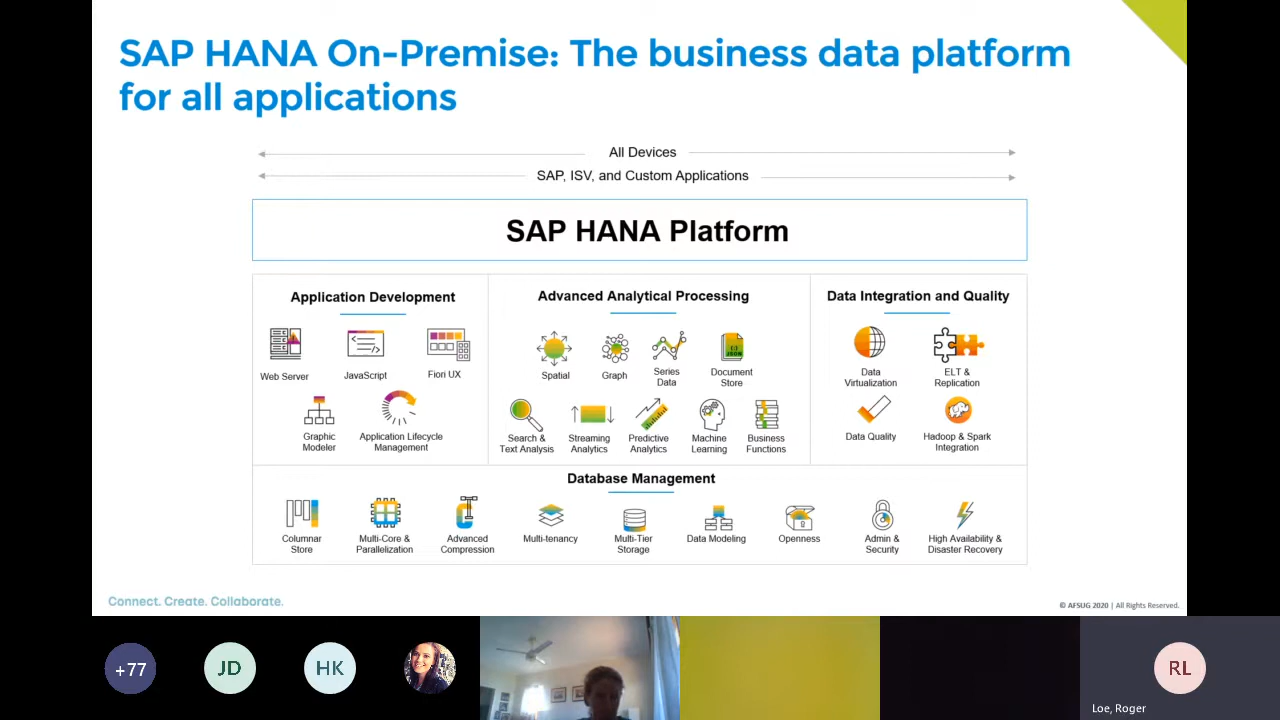 SAP HANA On-Premise: The business data platform
for all applications
All Devices
SAP, ISV, and Custom Applications
SAP HANA Platform
Application Development
Web Server
JavaScript
Fiori UX
Graphic
Modeler
Application Lifecycle
Management
Advanced Analytical Processing
Spatial
Graph
Series
Data
{:}
JSON
Document
Store
Search &
Text Analysis
Streaming
Analytics
Predictive
Analytics
Machine
Learning
Business
Functions
Data Integration and Quality
Data
Virtualization
ELT &
Replication
Data Quality
Hadoop & Spark
Integration
Database Management
Columnar
Store
Multi-Core &
Parallelization
Advanced
Compression
Multi-tenancy
Multi-Tier
Storage
Data Modeling
Openness
Admin &
Security
High Availability &
Disaster Recovery
Connect. Create. Collaborate.
© AFSUG 2020 | All Rights Reserved.
+77
JD
HK
RL
Loe, Roger